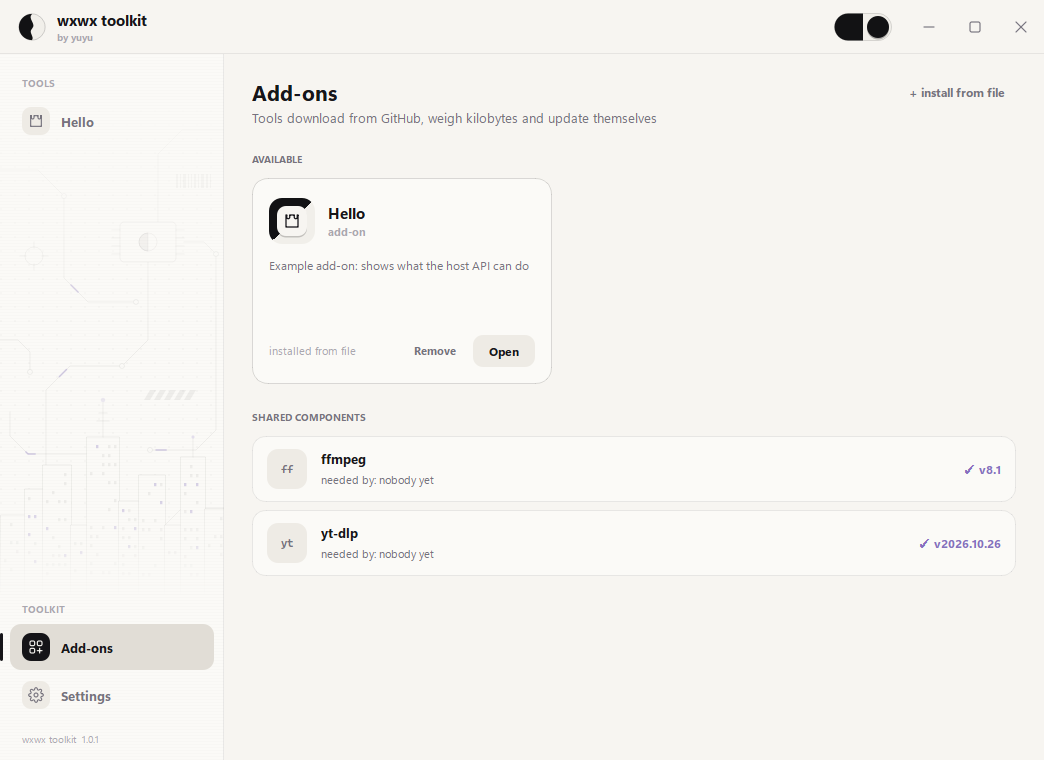 wxwx toolkit
by yuyu
TOOLS
Hello
Add-ons
+ install from file
Tools download from GitHub, weigh kilobytes and update themselves
AVAILABLE
Hello
add-on
Example add-on: shows what the host API can do
installed from file
Remove
Open
SHARED COMPONENTS
ff
ffmpeg
needed by: nobody yet
✓ v8.1
yt
yt-dlp
needed by: nobody yet
✓ v2026.10.26
TOOLKIT
Add-ons
Settings
wxwx toolkit 1.0.1